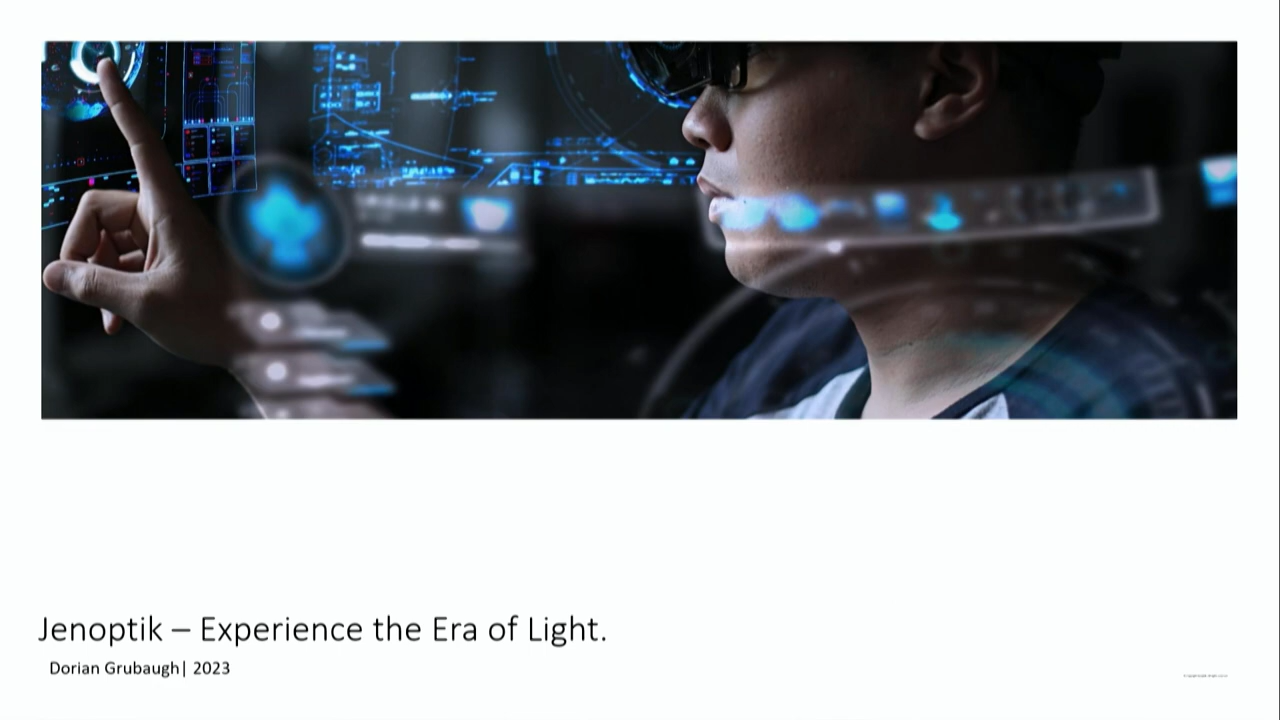 Jenoptik – Experience the Era of Light.
Dorian Grubaugh| 2023